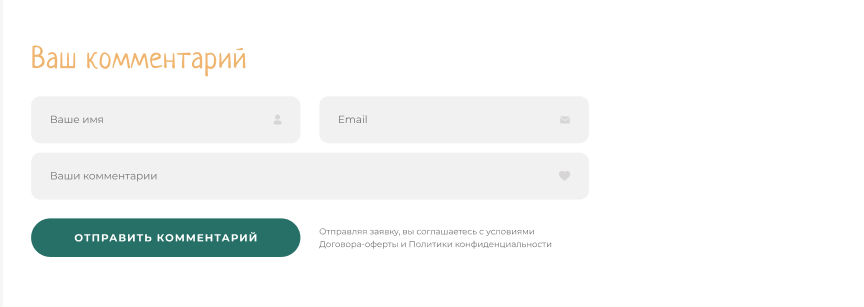 Ваш комментарий
Ваше имя
Email
Ваши комментарии
ОТПРАВИТЬ КОММЕНТАРИЙ
Отправляя заявку, вы соглашаетесь с условиями
Договора-оферты и Политики конфиденциальности